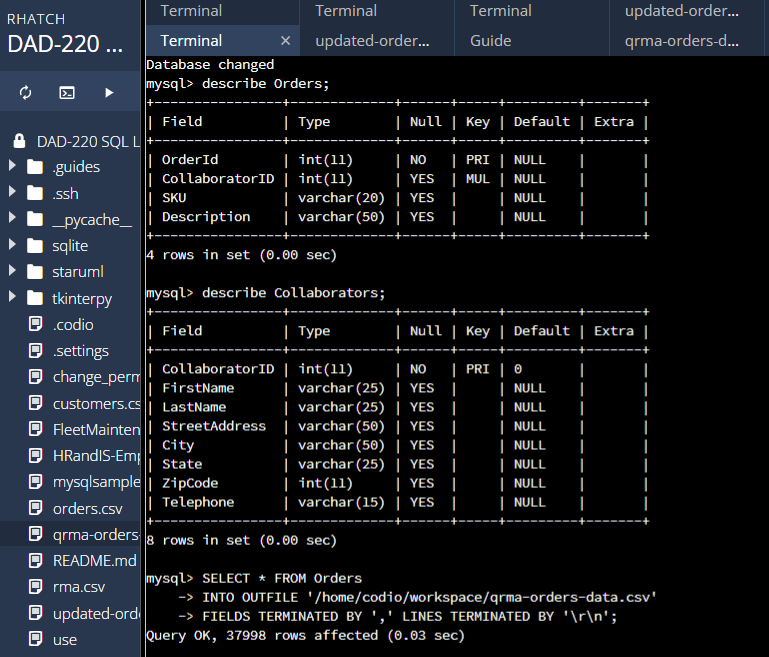 RHATCH
DAD-220 ...
Terminal
Terminal
Terminal
updated-order...
Terminal ×
updated-order...
Guide
qrma-orders-d...
DAD-220 SQL L
.guides
.ssh
__pycache__
sqlite
staruml
tkinterpy
.codio
.settings
change_perm
customers.cs
FleetMainten
HRandIS-Emp
mysqlsample
orders.csv
qrma-orders-
README.md
rma.csv
updated-orde
use
Database changed
mysql> describe Orders;
+---------------+-------------+------+-----+---------+-------+
| Field         | Type        | Null | Key | Default | Extra |
+---------------+-------------+------+-----+---------+-------+
| OrderId       | int(11)     | NO   | PRI | NULL    |       |
| CollaboratorID | int(11)     | YES  | MUL | NULL    |       |
| SKU           | varchar(20) | YES  |     | NULL    |       |
| Description   | varchar(50) | YES  |     | NULL    |       |
+---------------+-------------+------+-----+---------+-------+
4 rows in set (0.00 sec)
mysql> describe Collaborators;
+---------------+-------------+------+-----+---------+-------+
| Field         | Type        | Null | Key | Default | Extra |
+---------------+-------------+------+-----+---------+-------+
| CollaboratorID | int(11)     | NO   | PRI | 0       |       |
| FirstName     | varchar(25) | YES  |     | NULL    |       |
| LastName      | varchar(25) | YES  |     | NULL    |       |
| StreetAddress | varchar(50) | YES  |     | NULL    |       |
| City          | varchar(50) | YES  |     | NULL    |       |
| State         | varchar(25) | YES  |     | NULL    |       |
| ZipCode       | int(11)     | YES  |     | NULL    |       |
| Telephone     | varchar(15) | YES  |     | NULL    |       |
+---------------+-------------+------+-----+---------+-------+
8 rows in set (0.00 sec)
mysql> SELECT * FROM Orders
    -> INTO OUTFILE '/home/codio/workspace/qrma-orders-data.csv'
    -> FIELDS TERMINATED BY ',' LINES TERMINATED BY '\r\n';
Query OK, 37998 rows affected (0.03 sec)